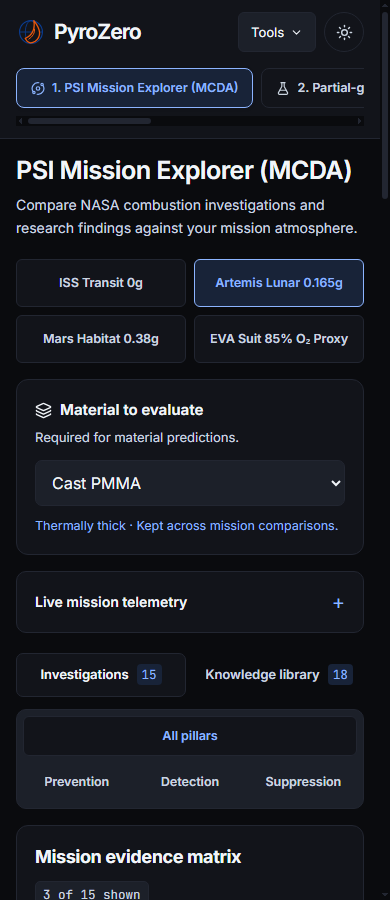 PyroZero
Tools
1. PSI Mission Explorer (MCDA)
2. Partial-g
PSI Mission Explorer (MCDA)
Compare NASA combustion investigations and
research findings against your mission atmosphere.
ISS Transit 0g
Artemis Lunar 0.165g
Mars Habitat 0.38g
EVA Suit 85% O₂ Proxy
Material to evaluate
Required for material predictions.
Cast PMMA
Thermally thick · Kept across mission comparisons.
Live mission telemetry
+
Investigations 15
Knowledge library 18
All pillars
Prevention
Detection
Suppression
Mission evidence matrix
3 of 15 shown